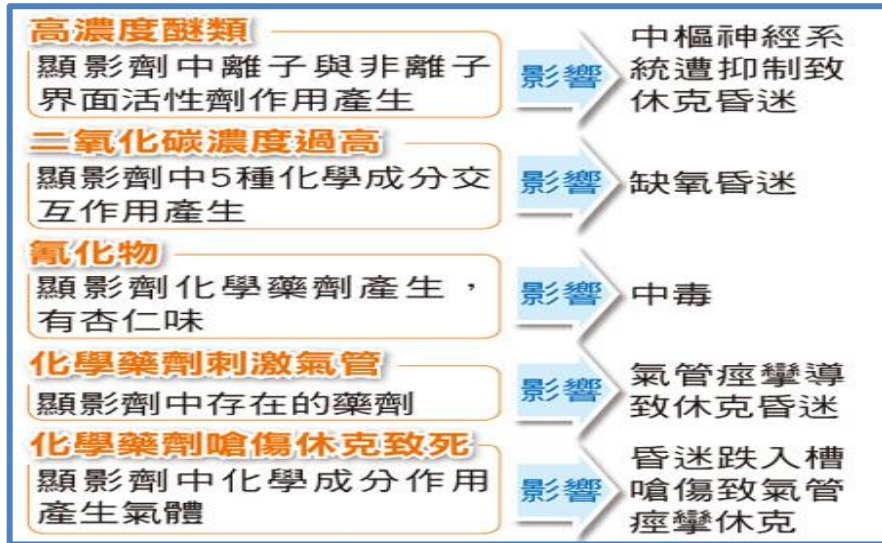 高濃度醚類
顯影劑中離子與非離子
界面活性劑作用產生
影響
中樞神經系
統遭抑制致
休克昏迷
二氧化碳濃度過高
顯影劑中5種化學成分交
互作用產生
影響
缺氧昏迷
氰化物
顯影劑化學藥劑產生，
有杏仁味
影響
中毒
化學藥劑刺激氣管
顯影劑中存在的藥劑
影響
氣管痙攣導
致休克昏迷
化學藥劑嗆傷休克致死
顯影劑中化學成分作用
產生氣體
影響
昏迷跌入槽
嗆傷致氣管
痙攣休克